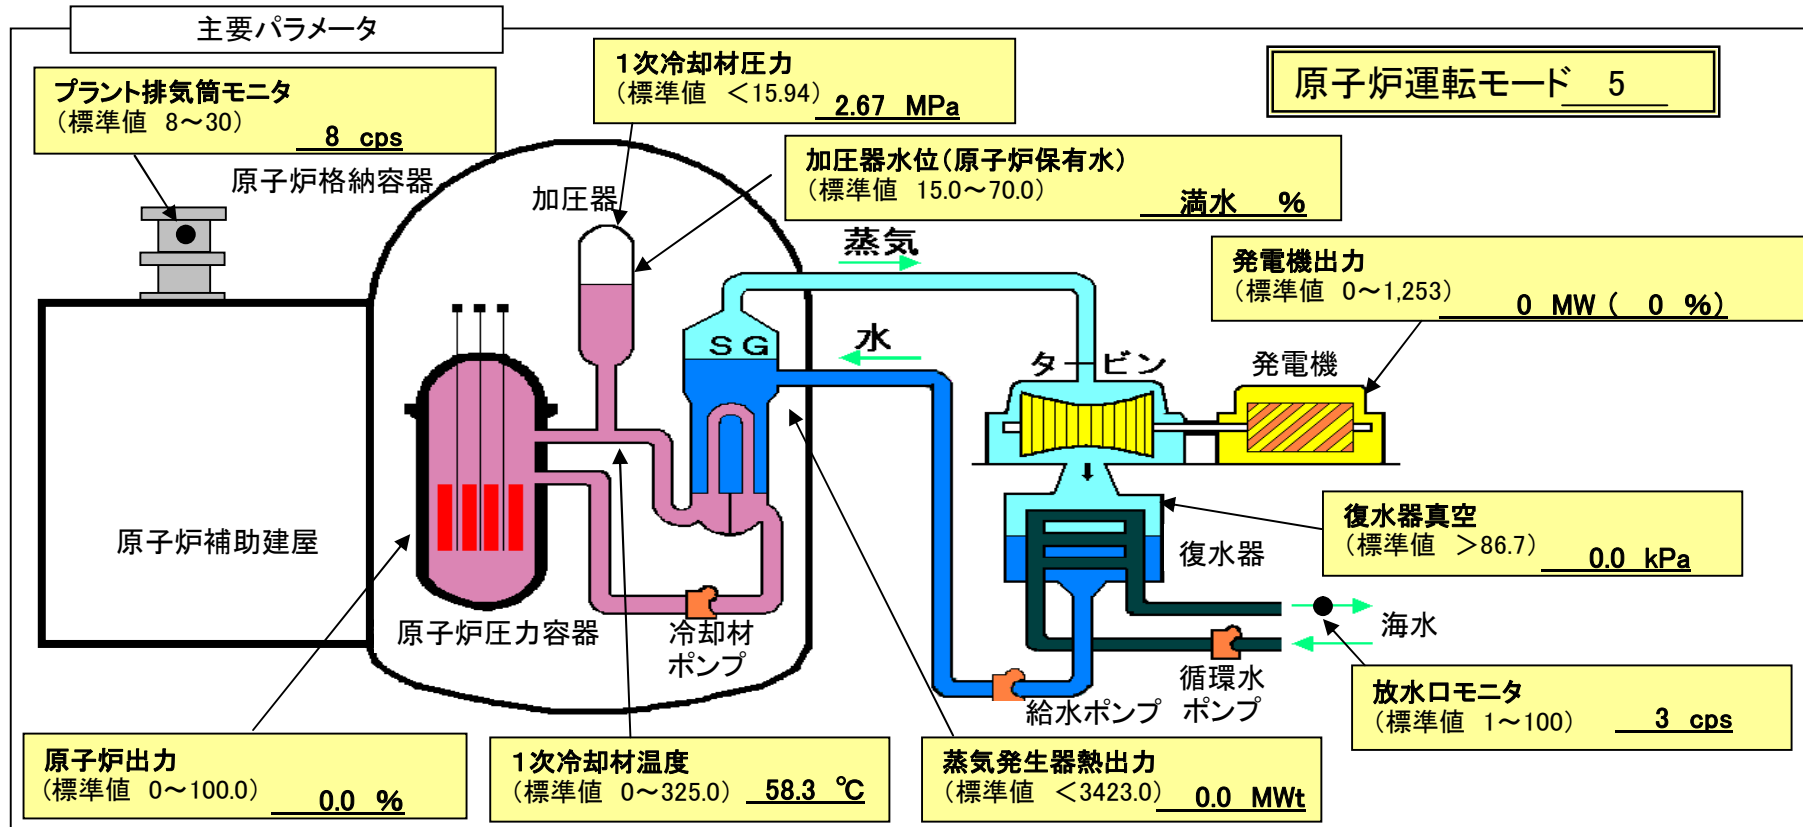 主要パラメータ
プラント排気筒モニタ
(標準値 8～30)
8 cps
1次冷却材圧力
(標準値 ＜15.94)
2.67 MPa
原子炉運転モード 5
加圧器水位(原子炉保有水)
(標準値 15.0～70.0)
満水 %
原子炉格納容器
加圧器
蒸気
発電機出力
(標準値 0～1,253)
0 MW ( 0 %)
SG
水
タービン
発電機
原子炉補助建屋
復水器真空
(標準値 ＞86.7)
0.0 kPa
復水器
原子炉圧力容器
冷却材
ポンプ
海水
給水ポンプ
循環水
ポンプ
放水口モニタ
(標準値 1～100)
3 cps
原子炉出力
(標準値 0～100.0)
0.0 %
1次冷却材温度
(標準値 0～325.0)
58.3 ℃
蒸気発生器熱出力
(標準値 ＜3423.0)
0.0 MWt